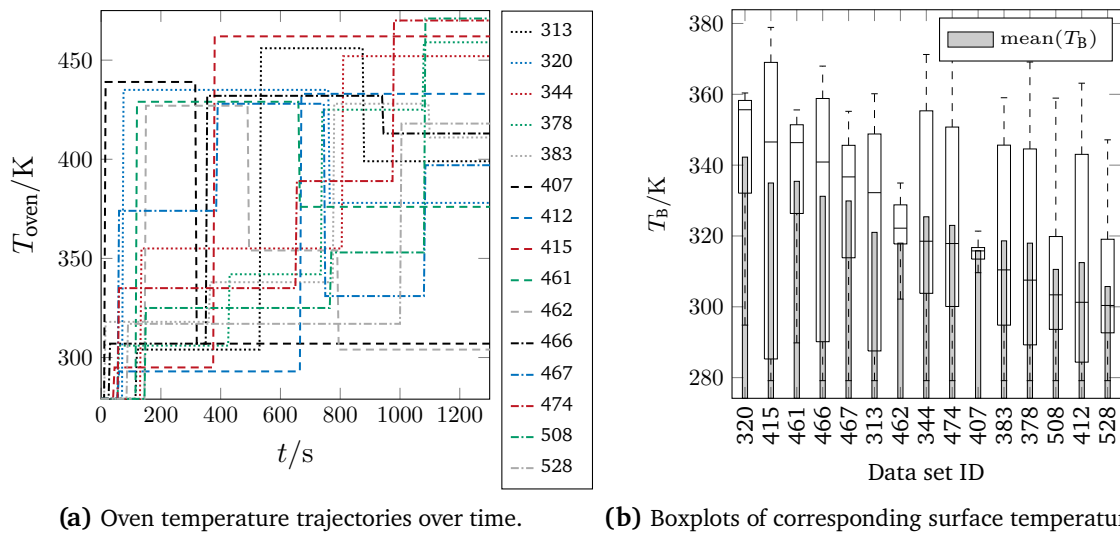 450
400
350
300
T_oven/K
0 200 400 600 800 1000 1200
t/s
313
320
344
378
383
407
412
415
461
462
466
467
474
508
528
(a) Oven temperature trajectories over time.
380
360
340
320
300
280
T_B/K
mean(T_B)
320 415 461 466 467 313 462 344 474 407 383 378 508 412 528
Data set ID
(b) Boxplots of corresponding surface temperatur